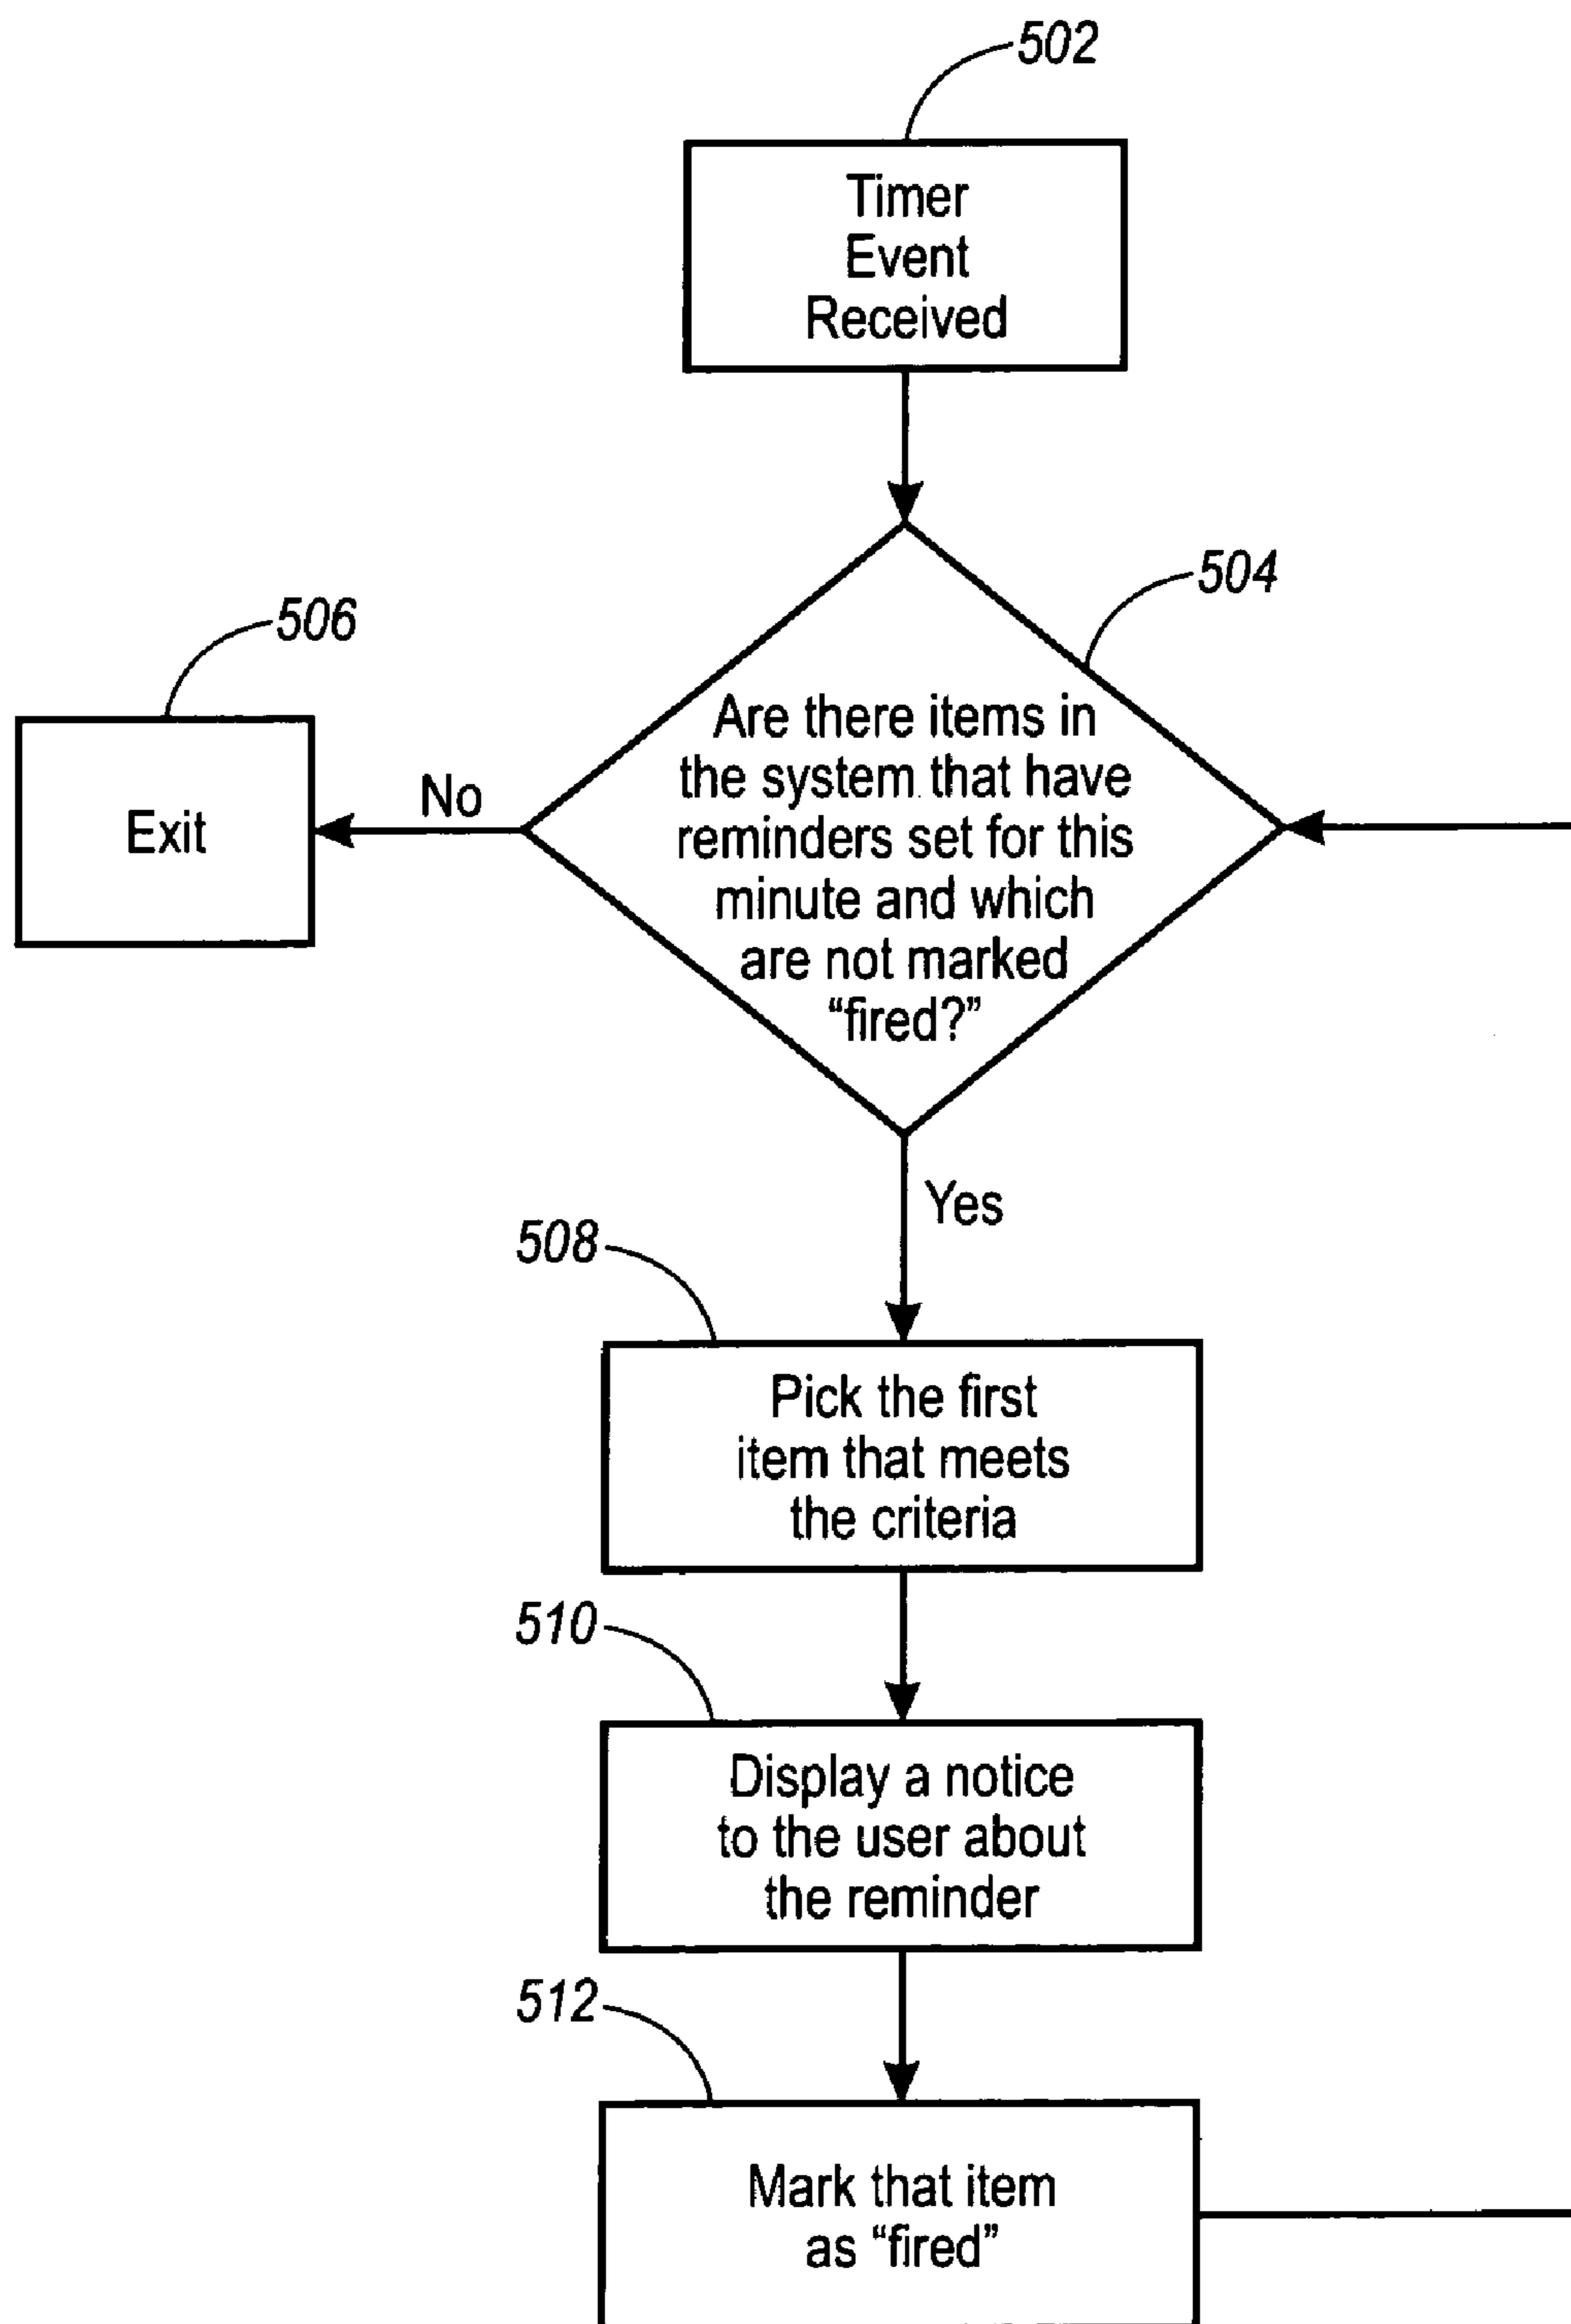 502
Timer
Event
Received
504
506
Are there items in
the system that have
reminders set for this
minute and which
are not marked
“fired?”
No
Exit
Yes
508
Pick the first
item that meets
the criteria
510
Display a notice
to the user about
the reminder
512
Mark that item
as “fired”